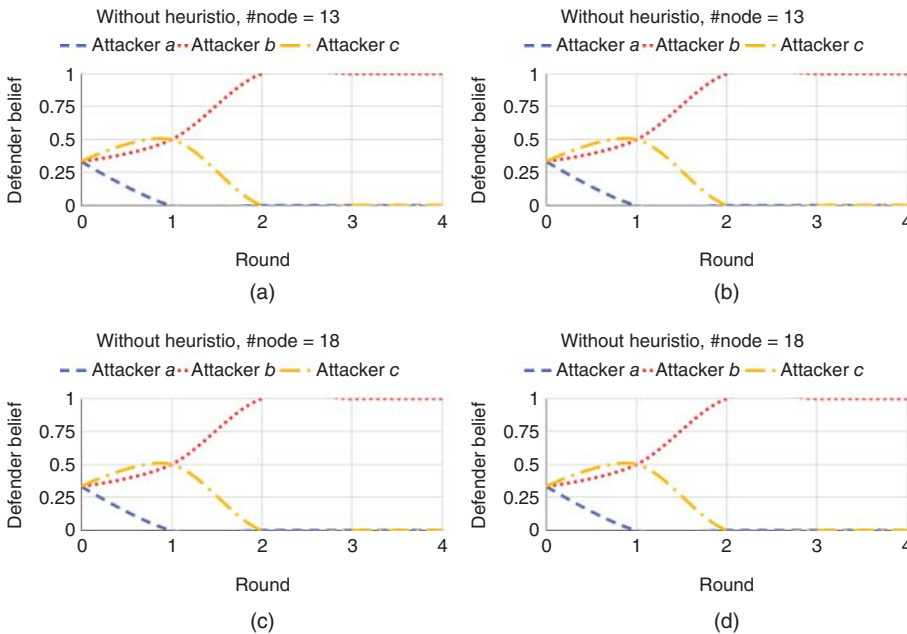 Without heuristio, #node = 13
Attacker a Attacker b Attacker c
1
0.75
0.5
0.25
0
Defender belief
0 1 2 3 4
Round
(a)
Without heuristio, #node = 13
Attacker a Attacker b Attacker c
1
0.75
0.5
0.25
0
Defender belief
0 1 2 3 4
Round
(b)
Without heuristio, #node = 18
Attacker a Attacker b Attacker c
1
0.75
0.5
0.25
0
Defender belief
0 1 2 3 4
Round
(c)
Without heuristio, #node = 18
Attacker a Attacker b Attacker c
1
0.75
0.5
0.25
0
Defender belief
0 1 2 3 4
Round
(d)